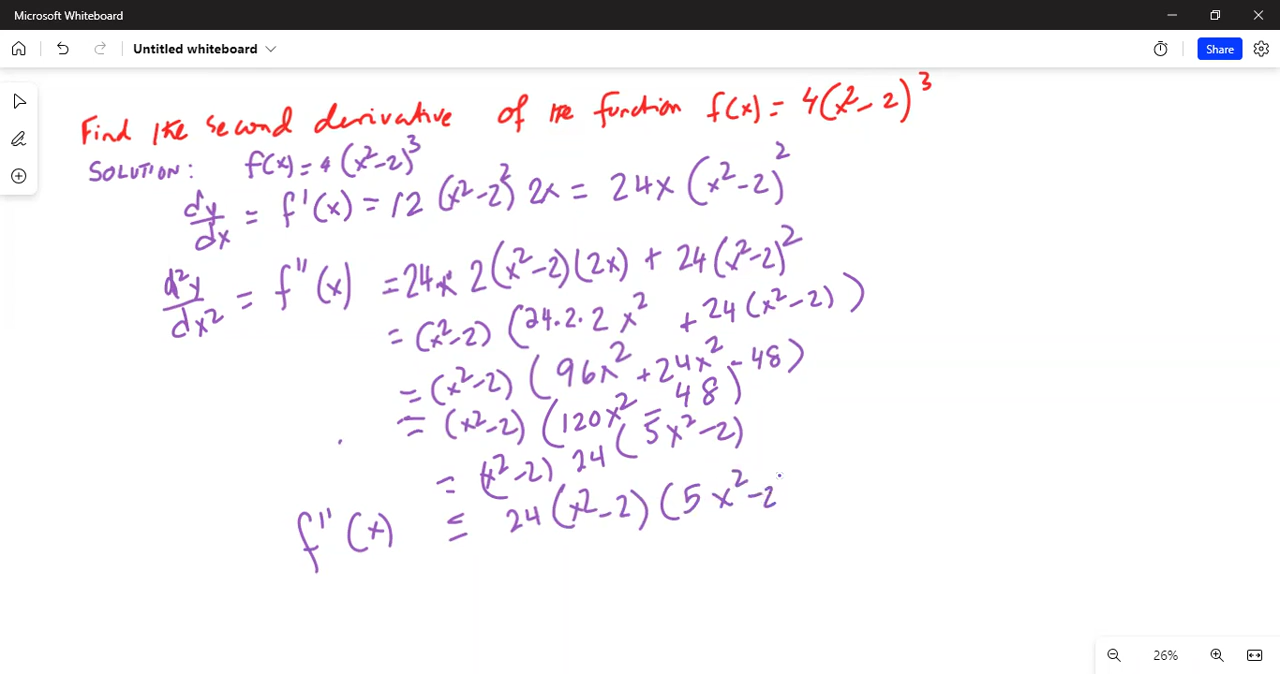 Microsoft Whiteboard
Untitled whiteboard
Share
Find the second derivative of the function f(x) = 4(x²-2)³
SOLUTION: f(x) = 4(x²-2)³
dy/dx = f'(x) = 12(x²-2)² 2x = 24x(x²-2)²
d²y/dx² = f''(x) = 24x 2(x²-2)(2x) + 24(x²-2)²
= (x²-2)(24.2.2x² + 24(x²-2))
= (x²-2)(96x² + 24x² - 48)
= (x²-2)(120x² - 48)
= (x²-2) 24(5x²-2)
f''(x) = 24(x²-2)(5x²-2
26%